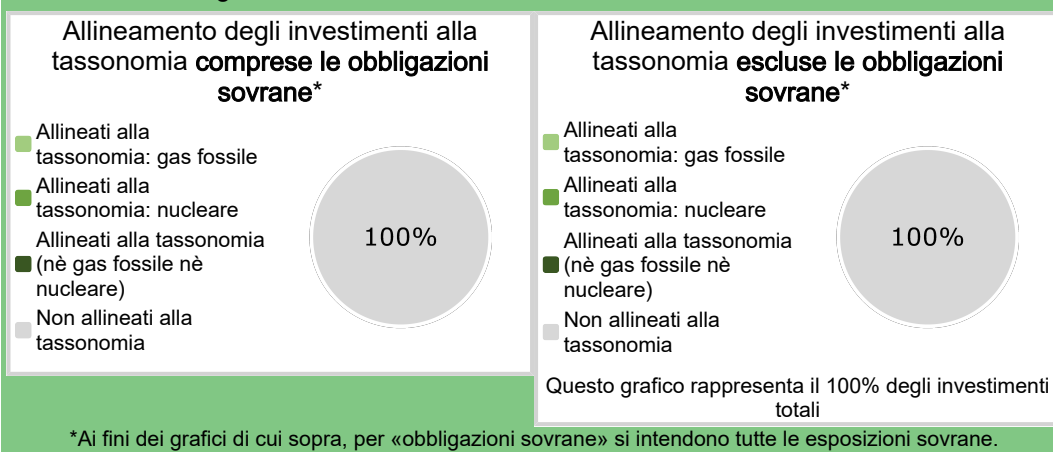 Allineamento degli investimenti alla
tassonomia comprese le obbligazioni
sovrane*
Allineati alla
tassonomia: gas fossile
Allineati alla
tassonomia: nucleare
Allineati alla tassonomia
(nè gas fossile nè
nucleare)
Non allineati alla
tassonomia
100%
Allineamento degli investimenti alla
tassonomia escluse le obbligazioni
sovrane*
Allineati alla
tassonomia: gas fossile
Allineati alla
tassonomia: nucleare
Allineati alla tassonomia
(nè gas fossile nè
nucleare)
Non allineati alla
tassonomia
100%
Questo grafico rappresenta il 100% degli investimenti
totali
*Ai fini dei grafici di cui sopra, per «obbligazioni sovrane» si intendono tutte le esposizioni sovrane.